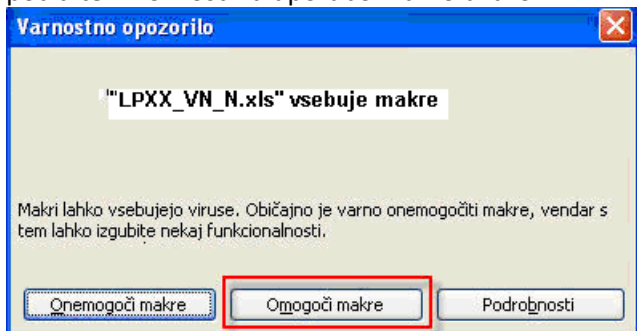 Varnostno opozorilo
"LPXX_VN_N.xls" vsebuje makre
Makri lahko vsebujejo viruse. Običajno je varno onemogočiti makre, vendar s
tem lahko izgubite nekaj funkcionalnosti.
Onemogoči makre
Omogoči makre
Podrobnosti